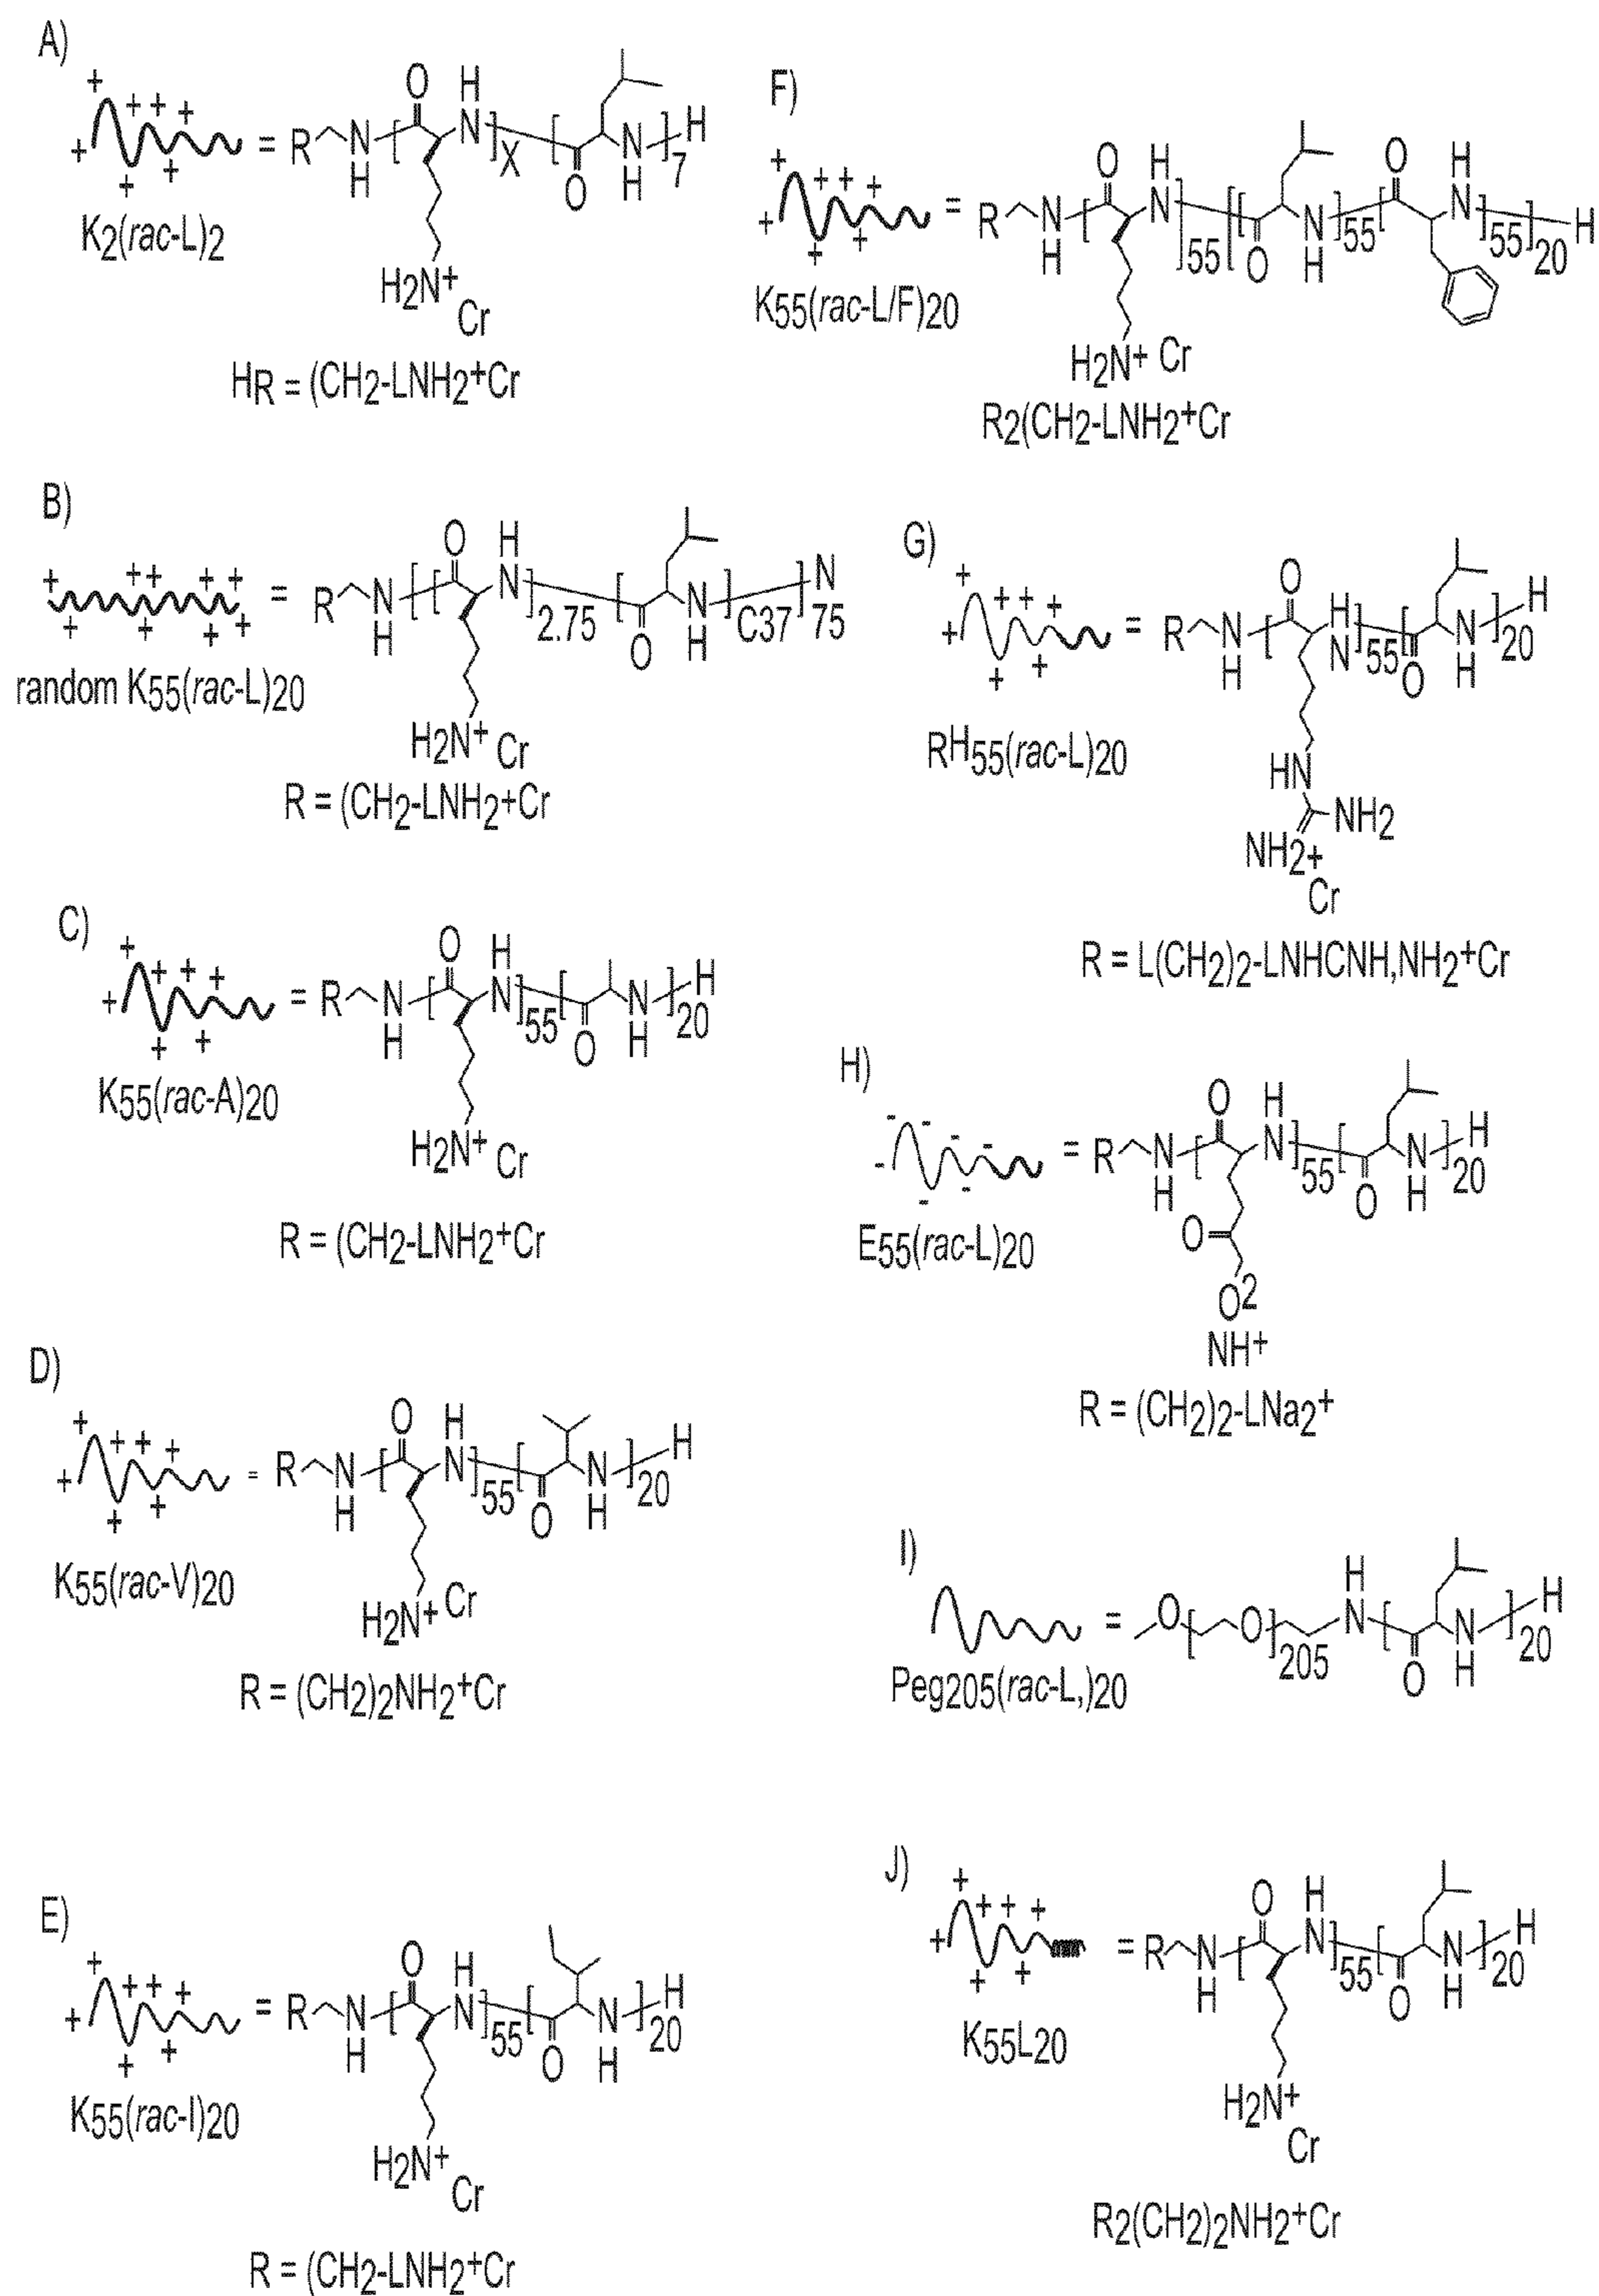 A)
O H
+ + + + + + + = R N H [ N ] X [ O N H ] 7 H
K2(rac-L)2
H2N+
Cr
HR = (CH2-LNH2+Cr
B)
O H
+ + + + + + + + + = R N H [ [ N ] 2.75 [ O N H ] C37 ] 75 N
random K55(rac-L)20
H2N+ Cr
R = (CH2-LNH2+Cr
C)
O H
+ + + + + + + = R N H [ N ] 55 [ O N H ] 20 H
K55(rac-A)20
H2N+ Cr
R = (CH2-LNH2+Cr
D)
O H
+ + + + + + + = R N H [ N ] 55 [ O N H ] 20 H
K55(rac-V)20
H2N+ Cr
R = (CH2)2NH2+Cr
E)
O H
+ + + + + + + = R N H [ N ] 55 [ O N H ] 20 H
K55(rac-I)20
H2N+
Cr
R = (CH2-LNH2+Cr
F)
O H O H
+ + + + + + + = R N H [ N ] 55 [ [ O N H ] 55 [ N ] 55 ] 20 H
K55(rac-L/F)20
H2N+ Cr
R2(CH2-LNH2+Cr
G)
O H
+ + + + + + + = R N H [ N ] 55 [ O N H ] 20 H
RH55(rac-L)20
HN
NH2
NH2+
Cr
R = L(CH2)2-LNHCNH,NH2+Cr
H)
O H
- - - - - - - = R N H [ N ] 55 [ O N H ] 20 H
E55(rac-L)20
O
O2
NH+
R = (CH2)2-LNa2+
I)
H
= O [ O ] 205 N [ O N H ] 20 H
Peg205(rac-L,)20
J)
O H
+ + + + + + + = R N H [ N ] 55 [ O N H ] 20 H
K55L20
H2N+
Cr
R2(CH2)2NH2+Cr